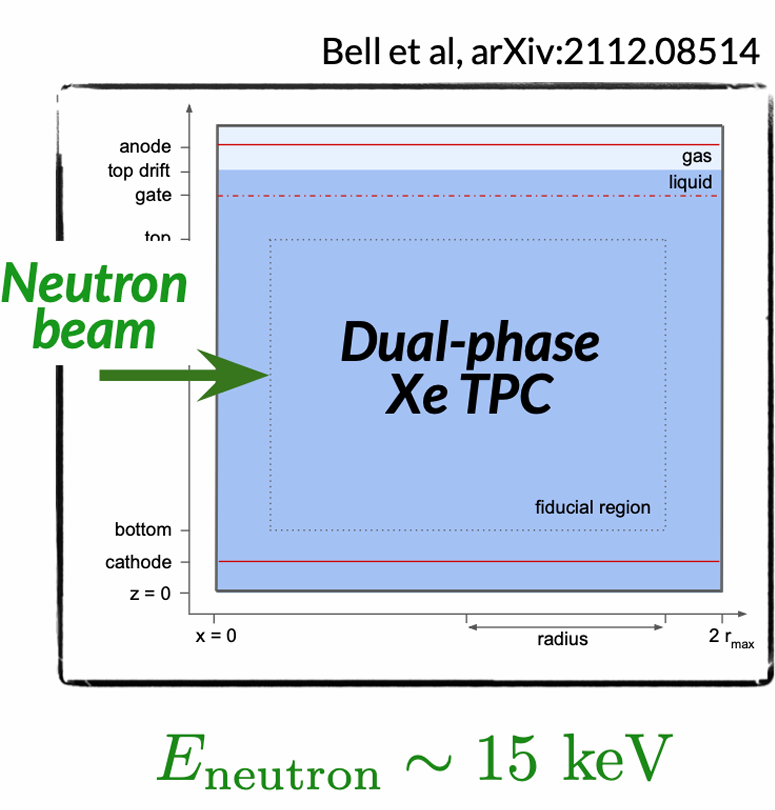 Bell et al, arXiv:2112.08514
anode
gas
top drift
liquid
gate
top
Neutron
beam
Dual-phase
Xe TPC
fiducial region
bottom
cathode
z = 0
x = 0
radius
2 r_max
E_neutron ∼ 15 keV